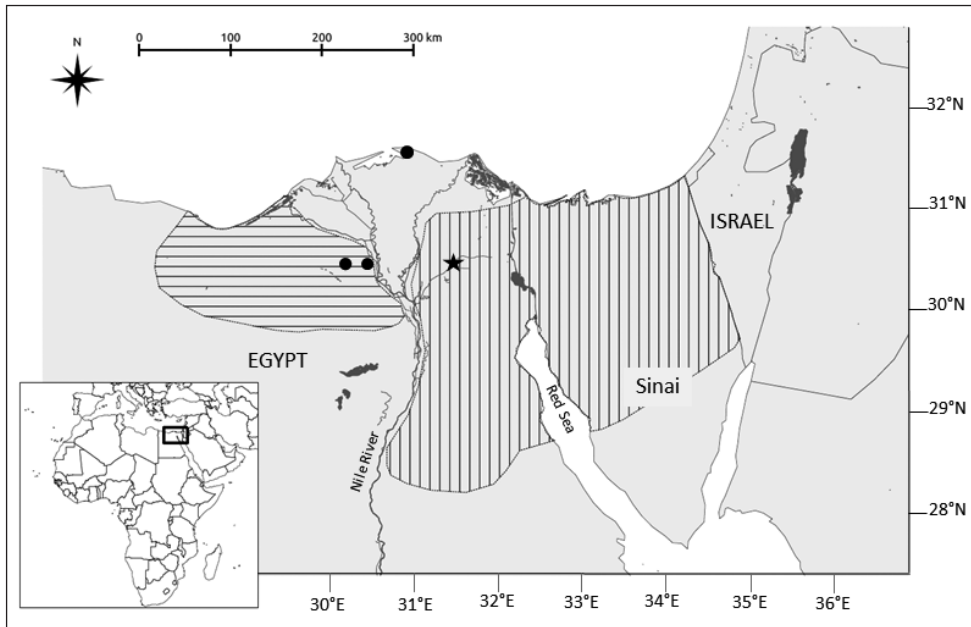 N
0 100 200 300 km
32°N
31°N
ISRAEL
30°N
EGYPT
Sinai
Red Sea
29°N
Nile River
28°N
30°E 31°E 32°E 33°E 34°E 35°E 36°E